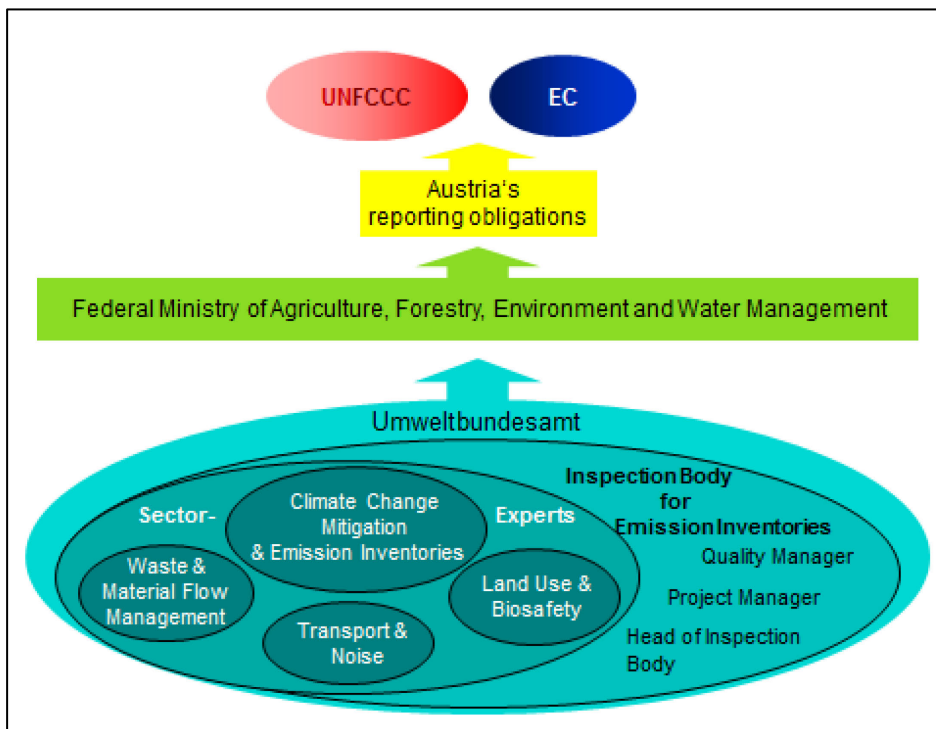 UNFCCC
EC
Austria's
reporting obligations
Federal Ministry of Agriculture, Forestry, Environment and Water Management
Umweltbundesamt
Inspection Body
for
Emission Inventories
Quality Manager
Project Manager
Head of Inspection
Body
Sector-
Experts
Climate Change
Mitigation
& Emission Inventories
Waste &
Material Flow
Management
Land Use &
Biosafety
Transport &
Noise